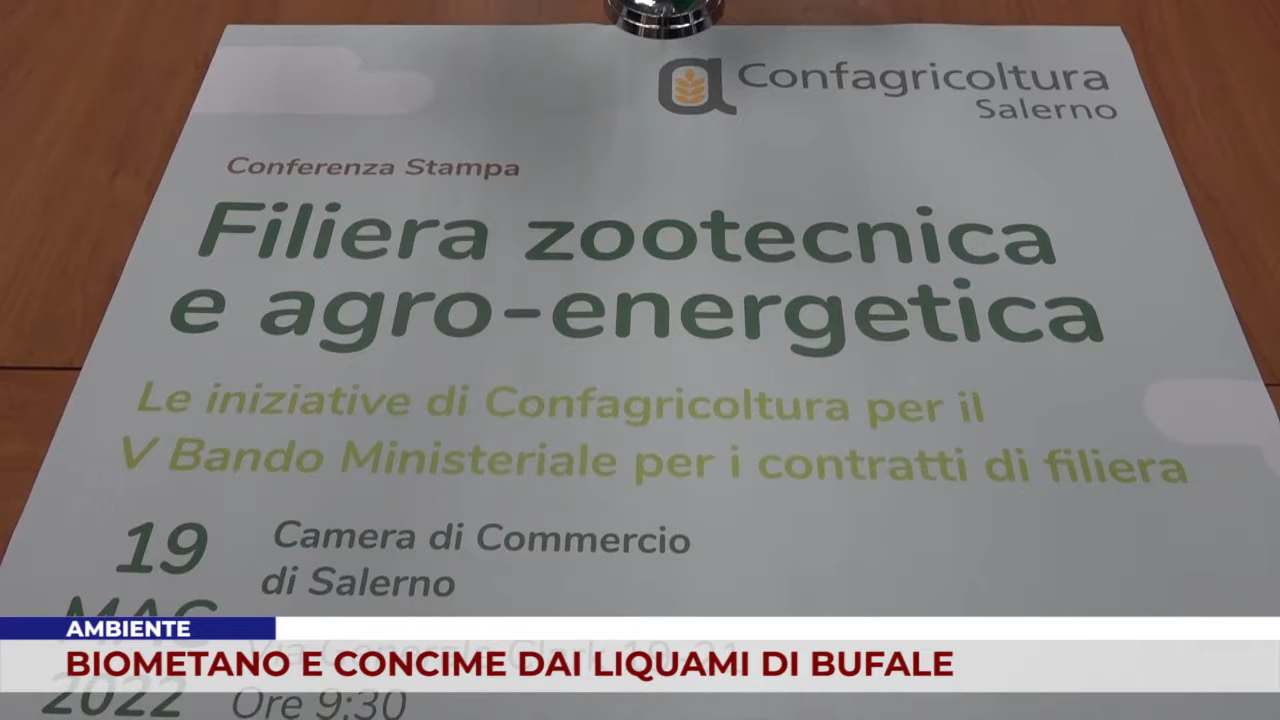 Confagricoltura
Salerno
Conferenza Stampa
Filiera zootecnica
e agro-energetica
Le iniziative di Confagricoltura per il
V Bando Ministeriale per i contratti di filiera
19
Camera di Commercio
di Salerno
MAG
AMBIENTE
BIOMETANO E CONCIME DAI LIQUAMI DI BUFALE
2022
Ore 9:30